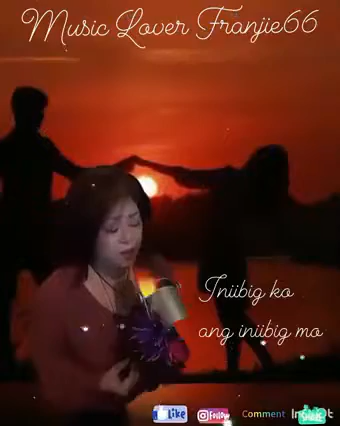 Music Lover Franjie66
Iniibig ko
ang iniibig mo
Like
Follow
Comment